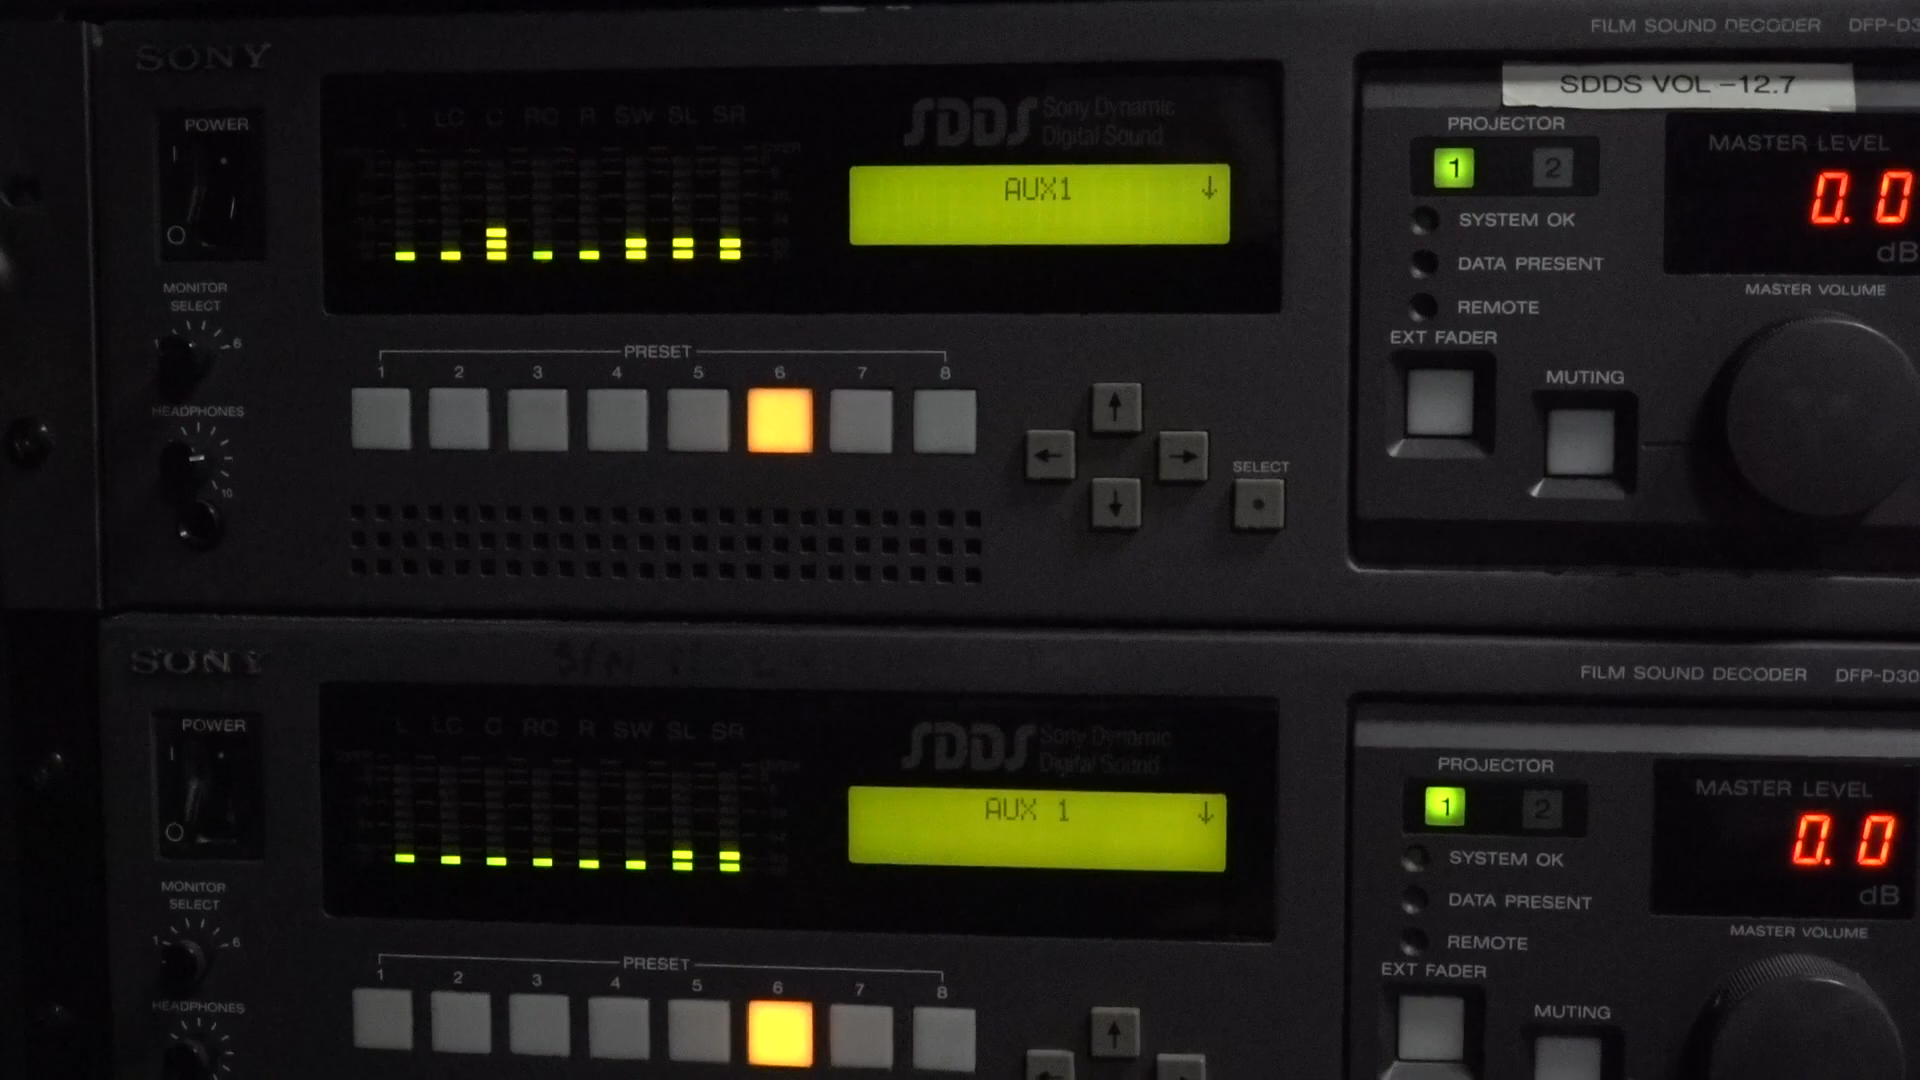 FILM SOUND DECODER DFP-D3
SONY
SDDS VOL -12.7
POWER
L LC C RC R SW SL SR
SDDS Sony Dynamic
Digital Sound
PROJECTOR
1 2
MASTER LEVEL
0.0
dB
AUX1 ↓
SYSTEM OK
DATA PRESENT
REMOTE
MASTER VOLUME
MONITOR
SELECT
1 6
EXT FADER
MUTING
PRESET
1 2 3 4 5 6 7 8
HEADPHONES
10
SELECT
SONY
FILM SOUND DECODER DFP-D30
POWER
L LC C RC R SW SL SR
SDDS Sony Dynamic
Digital Sound
PROJECTOR
1 2
MASTER LEVEL
0.0
dB
AUX 1 ↓
SYSTEM OK
DATA PRESENT
REMOTE
MASTER VOLUME
MONITOR
SELECT
1 6
EXT FADER
MUTING
PRESET
1 2 3 4 5 6 7 8
HEADPHONES